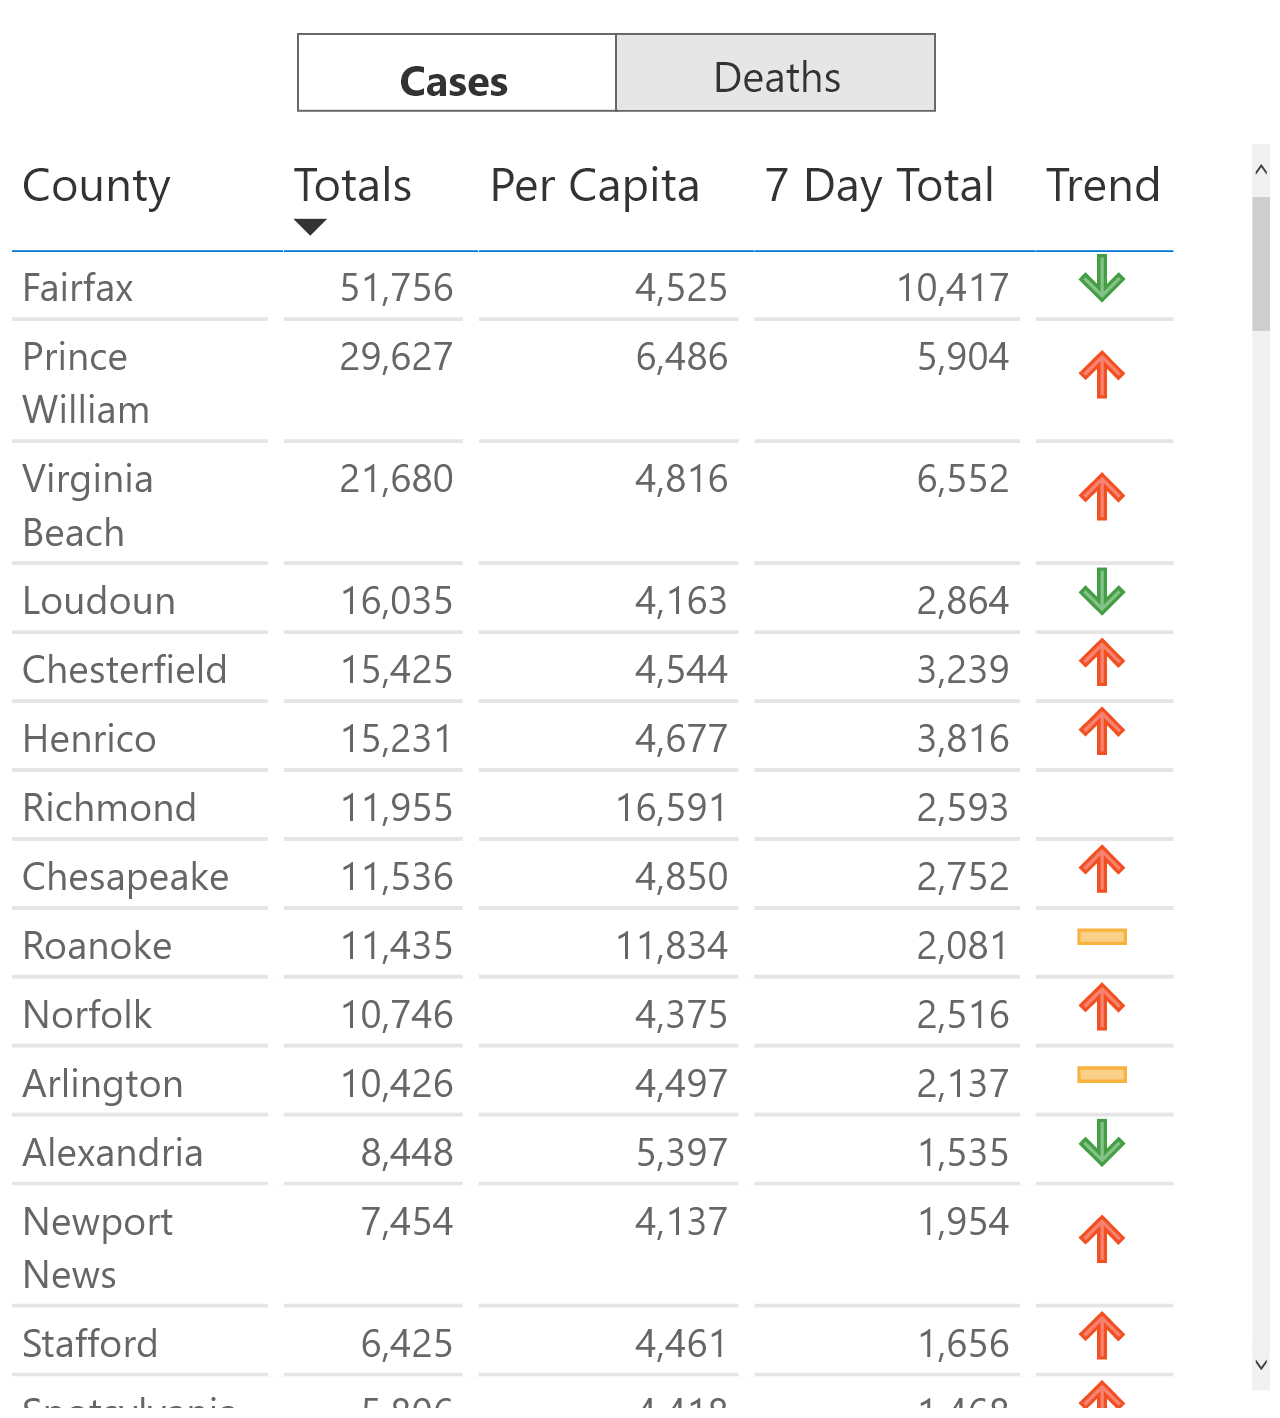 Cases Deaths
County Totals Per Capita 7 Day Total Trend
Fairfax 51,756 4,525 10,417
Prince 29,627 6,486 5,904
William
Virginia 21,680 4,816 6,552
Beach
Loudoun 16,035 4,163 2,864
Chesterfield 15,425 4,544 3,239
Henrico 15,231 4,677 3,816
Richmond 11,955 16,591 2,593
Chesapeake 11,536 4,850 2,752
Roanoke 11,435 11,834 2,081
Norfolk 10,746 4,375 2,516
Arlington 10,426 4,497 2,137
Alexandria 8,448 5,397 1,535
Newport 7,454 4,137 1,954
News
Stafford 6,425 4,461 1,656